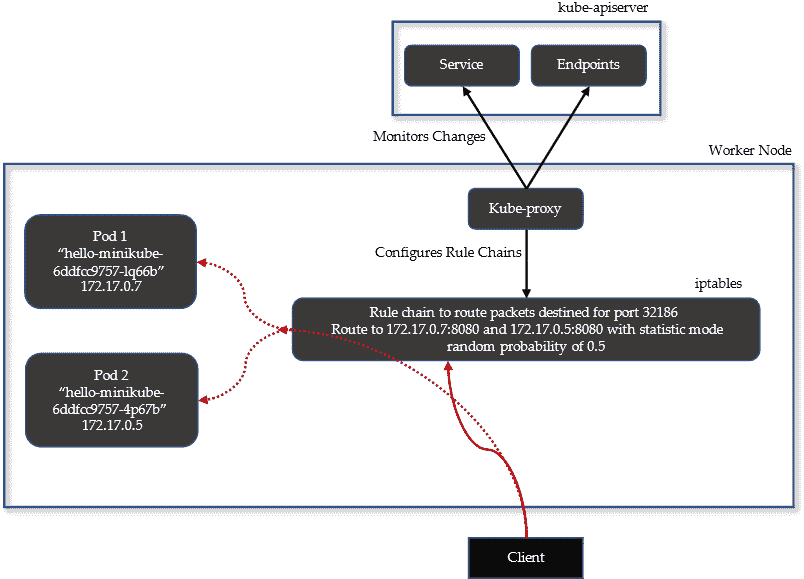 kube-apiserver
Service
Endpoints
Monitors Changes
Worker Node
Kube-proxy
Pod 1
“hello-minikube-
6ddfcc9757-lq66b”
172.17.0.7
Configures Rule Chains
iptables
Rule chain to route packets destined for port 32186
Route to 172.17.0.7:8080 and 172.17.0.5:8080 with statistic mode
random probability of 0.5
Pod 2
“hello-minikube-
6ddfcc9757-4p67b”
172.17.0.5
Client